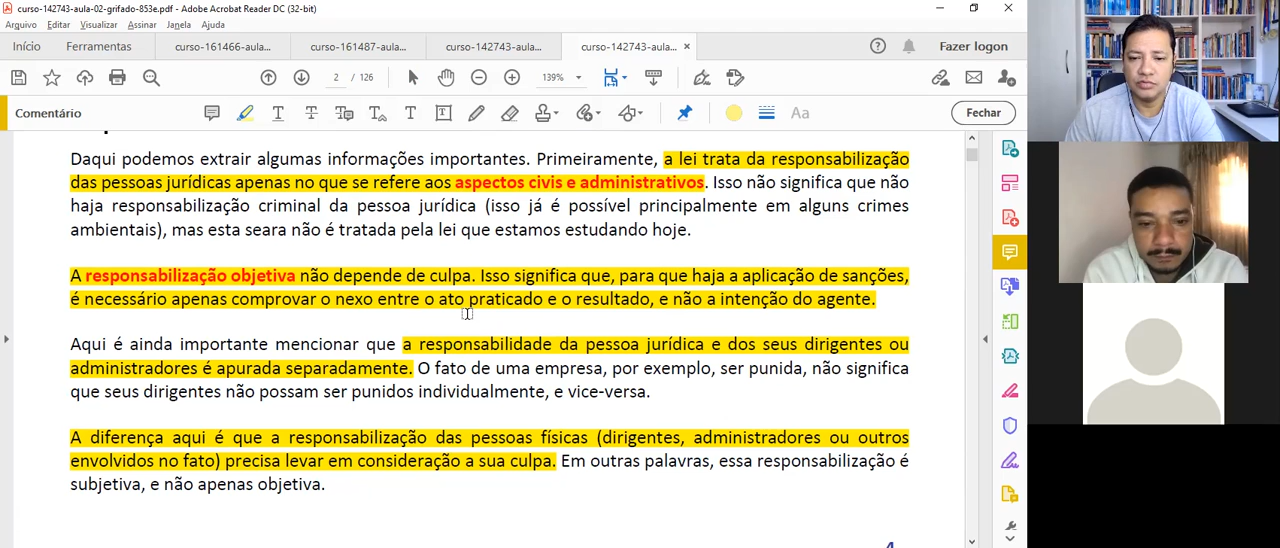 curso-142743-aula-02-grifado-853e.pdf - Adobe Acrobat Reader DC (32-bit)
Arquivo Editar Visualizar Assinar Janela Ajuda
Início Ferramentas curso-161466-aula... curso-161487-aula... curso-142743-aula... curso-142743-aula... × Fazer logon
2 / 126 139%
Comentário Aa Fechar
Daqui podemos extrair algumas informações importantes. Primeiramente, a lei trata da responsabilização
das pessoas jurídicas apenas no que se refere aos aspectos civis e administrativos. Isso não significa que não
haja responsabilização criminal da pessoa jurídica (isso já é possível principalmente em alguns crimes
ambientais), mas esta seara não é tratada pela lei que estamos estudando hoje.
A responsabilização objetiva não depende de culpa. Isso significa que, para que haja a aplicação de sanções,
é necessário apenas comprovar o nexo entre o ato praticado e o resultado, e não a intenção do agente.
Aqui é ainda importante mencionar que a responsabilidade da pessoa jurídica e dos seus dirigentes ou
administradores é apurada separadamente. O fato de uma empresa, por exemplo, ser punida, não significa
que seus dirigentes não possam ser punidos individualmente, e vice-versa.
A diferença aqui é que a responsabilização das pessoas físicas (dirigentes, administradores ou outros
envolvidos no fato) precisa levar em consideração a sua culpa. Em outras palavras, essa responsabilização é
subjetiva, e não apenas objetiva.